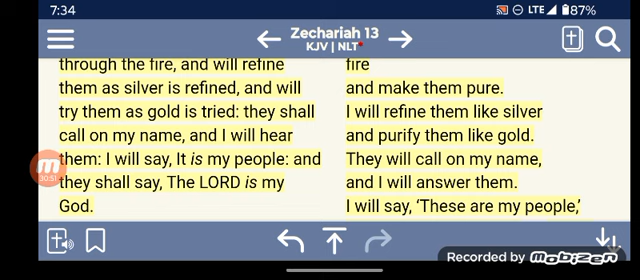 7:34
LTE 87%
Zechariah 13
KJV | NLT
through the fire, and will refine
them as silver is refined, and will
try them as gold is tried: they shall
call on my name, and I will hear
them: I will say, It is my people: and
they shall say, The LORD is my
God.
fire
and make them pure.
I will refine them like silver
and purify them like gold.
They will call on my name,
and I will answer them.
I will say, ‘These are my people,’
M
30:51
Recorded by Mobizen